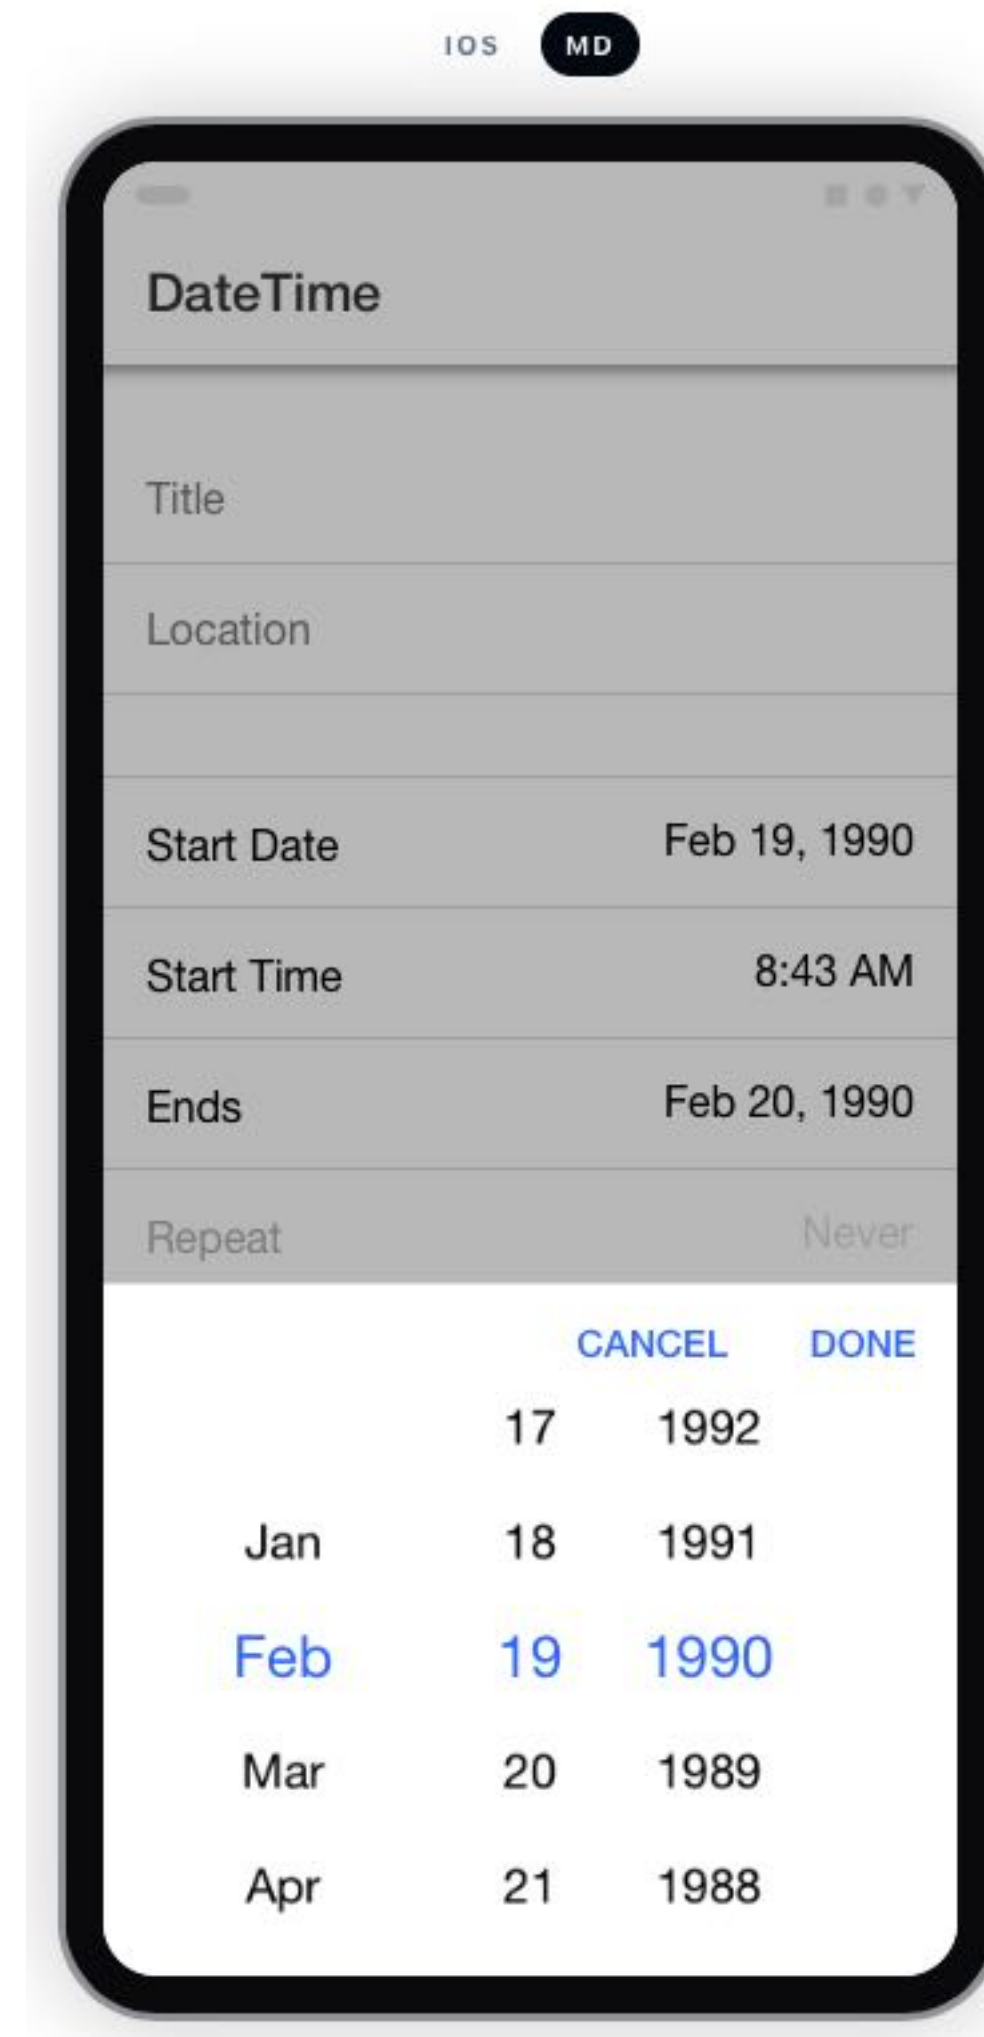 IOS MD
DateTime
Title
Location
Start Date Feb 19, 1990
Start Time 8:43 AM
Ends Feb 20, 1990
Repeat Never
CANCEL DONE
17 1992
Jan 18 1991
Feb 19 1990
Mar 20 1989
Apr 21 1988